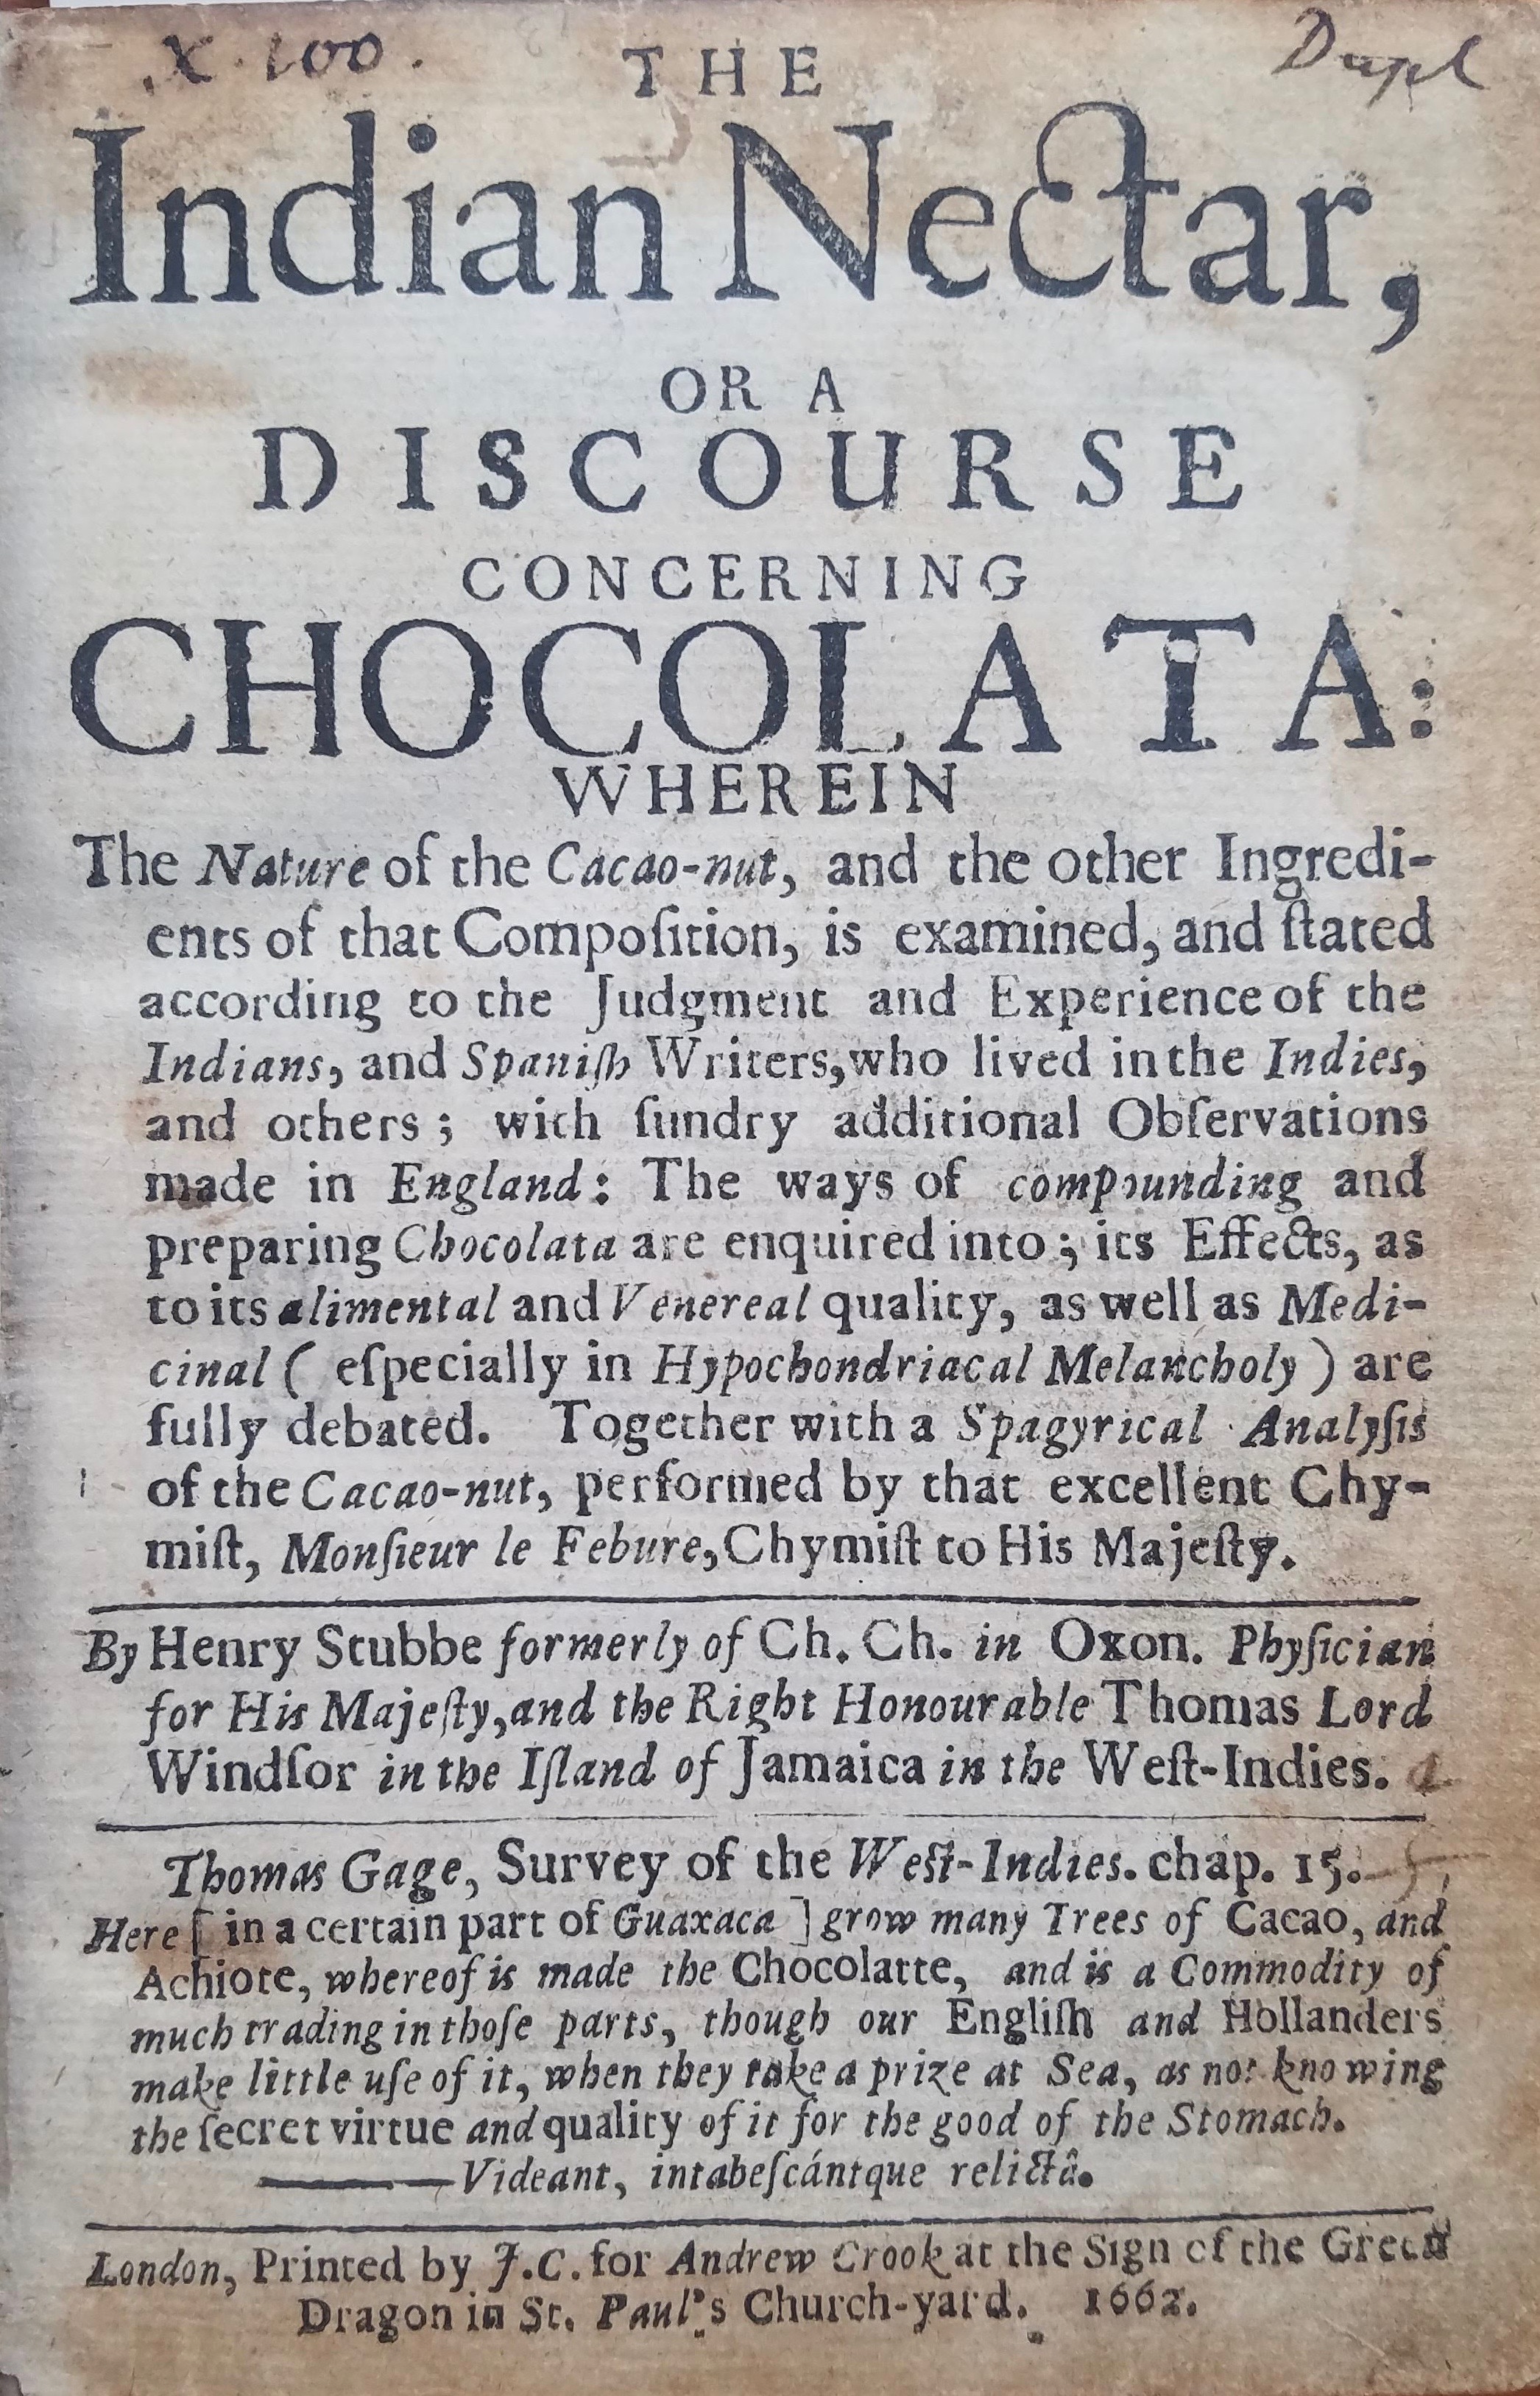 X. 100.
Dupl
THE
Indian Nectar,
OR A
DISCOURSE
CONCERNING
CHOCOLATA:
WHEREIN
The Nature of the Cacao-nut, and the other Ingredi-
ents of that Compoſition, is examined, and ſtated
according to the Judgment and Experience of the
Indians, and Spaniſh Writers, who lived in the Indies,
and others; with ſundry additional Obſervations
made in England: The ways of compounding and
preparing Chocolata are enquired into; its Effects, as
to its alimental and Venereal quality, as well as Medi-
cinal ( eſpecially in Hypochondriacal Melancholy ) are
fully debated. Together with a Spagyrical Analyſis
of the Cacao-nut, performed by that excellent Chy-
miſt, Monſieur le Febure, Chymiſt to His Majeſty.
By Henry Stubbe formerly of Ch. Ch. in Oxon. Phyſician
for His Majeſty, and the Right Honourable Thomas Lord
Windſor in the Iſland of Jamaica in the Weſt-Indies.
Thomas Gage, Survey of the Weſt-Indies. chap. 15.
Here [ in a certain part of Guaxaca ] grow many Trees of Cacao, and
Achiote, whereof is made the Chocolatte, and is a Commodity of
much trading in thoſe parts, though our Engliſh and Hollanders
make little uſe of it, when they take a prize at Sea, as not knowing
the ſecret virtue and quality of it for the good of the Stomach.
——Videant, intabeſcántque relictâ.
London, Printed by J.C. for Andrew Crook at the Sign of the Green
Dragon in St. Paul's Church-yard. 1662.